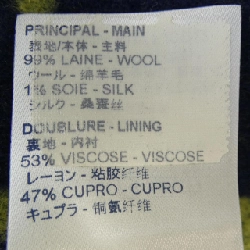 PRINCIPAL - MAIN
表地/本体 - 主料
99% LAINE - WOOL
ウール - 绵羊毛
1% SOIE - SILK
シルク - 桑蚕丝
DOUBLURE - LINING
裏地 - 内衬
53% VISCOSE - VISCOSE
レーヨン - 粘胶纤维
47% CUPRO - CUPRO
キュプラ - 铜氨纤维